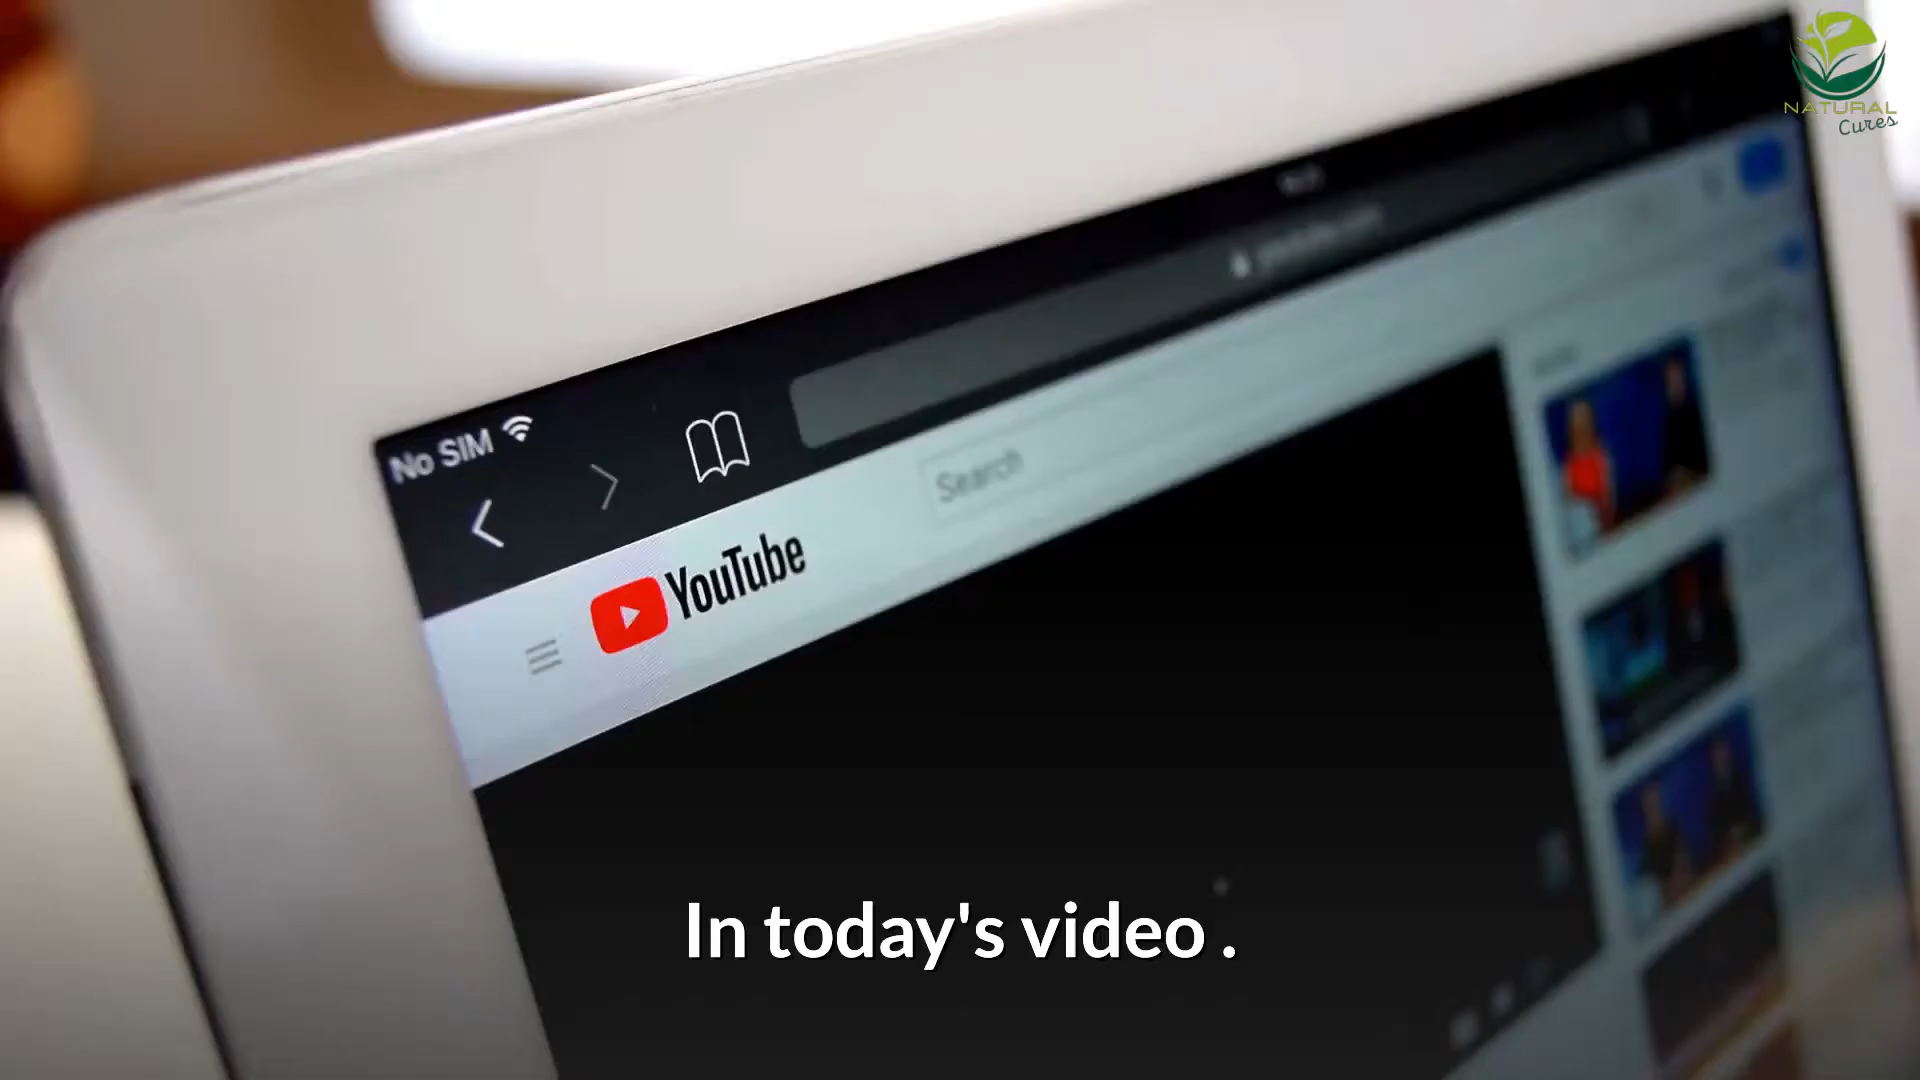 NATURAL
Cures
No SIM
Search
YouTube
In today's video .